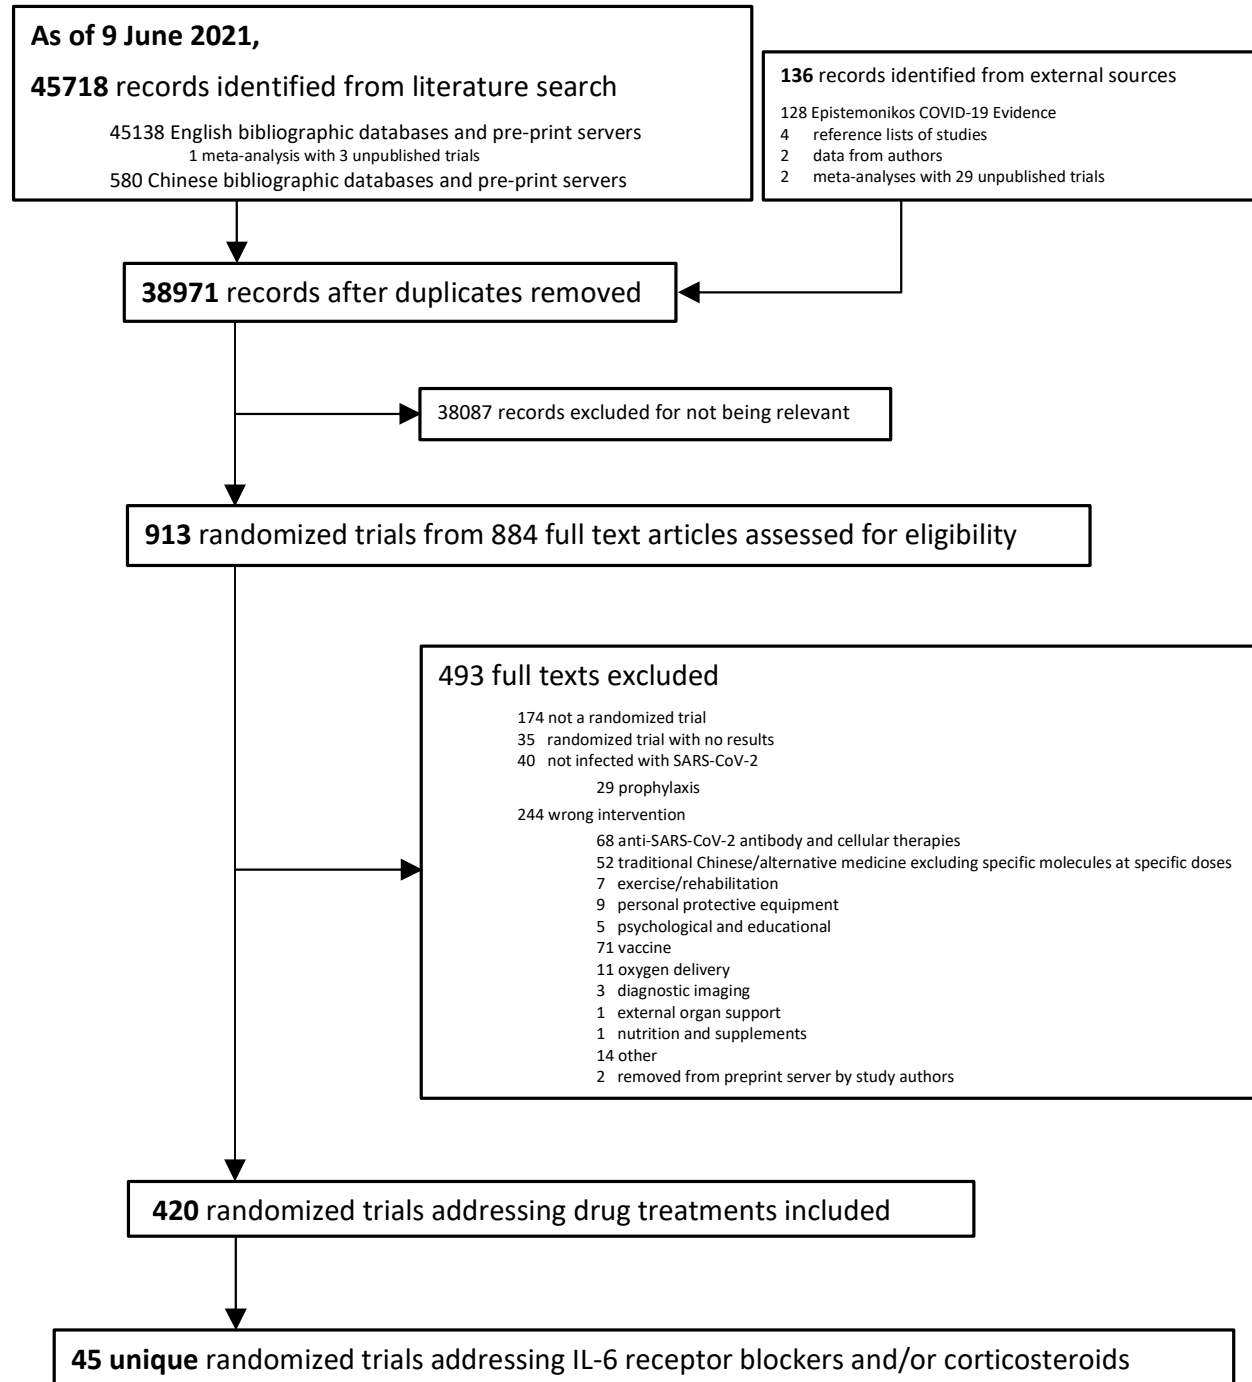 As of 9 June 2021,
45718 records identified from literature search
45138 English bibliographic databases and pre-print servers
1 meta-analysis with 3 unpublished trials
580 Chinese bibliographic databases and pre-print servers
136 records identified from external sources
128 Epistemonikos COVID-19 Evidence
4 reference lists of studies
2 data from authors
2 meta-analyses with 29 unpublished trials
38971 records after duplicates removed
38087 records excluded for not being relevant
913 randomized trials from 884 full text articles assessed for eligibility
493 full texts excluded
174 not a randomized trial
35 randomized trial with no results
40 not infected with SARS-CoV-2
29 prophylaxis
244 wrong intervention
68 anti-SARS-CoV-2 antibody and cellular therapies
52 traditional Chinese/alternative medicine excluding specific molecules at specific doses
7 exercise/rehabilitation
9 personal protective equipment
5 psychological and educational
71 vaccine
11 oxygen delivery
3 diagnostic imaging
1 external organ support
1 nutrition and supplements
14 other
2 removed from preprint server by study authors
420 randomized trials addressing drug treatments included
45 unique randomized trials addressing IL-6 receptor blockers and/or corticosteroids